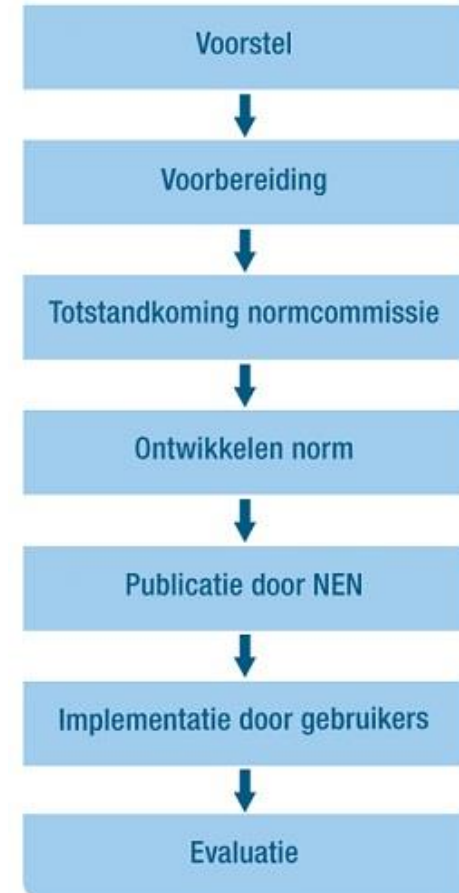 Voorstel
Voorbereiding
Totstandkoming normcommissie
Ontwikkelen norm
Publicatie door NEN
Implementatie door gebruikers
Evaluatie